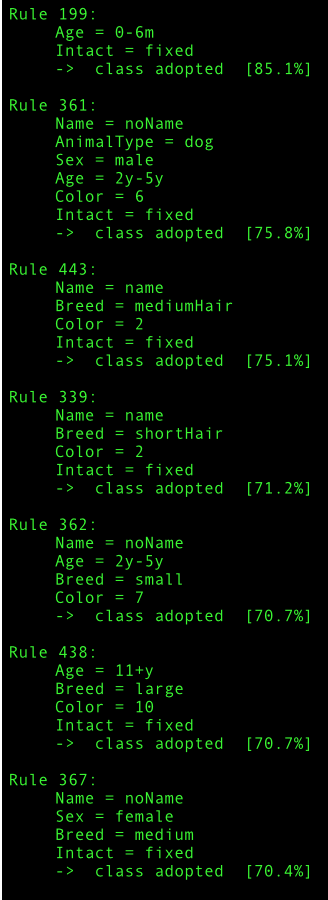 Rule 199:
Age = 0-6m
Intact = fixed
->  class adopted  [85.1%]
Rule 361:
Name = noName
AnimalType = dog
Sex = male
Age = 2y-5y
Color = 6
Intact = fixed
->  class adopted  [75.8%]
Rule 443:
Name = name
Breed = mediumHair
Color = 2
Intact = fixed
->  class adopted  [75.1%]
Rule 339:
Name = name
Breed = shortHair
Color = 2
Intact = fixed
->  class adopted  [71.2%]
Rule 362:
Name = noName
Age = 2y-5y
Breed = small
Color = 7
->  class adopted  [70.7%]
Rule 438:
Age = 11+y
Breed = large
Color = 10
Intact = fixed
->  class adopted  [70.7%]
Rule 367:
Name = noName
Sex = female
Breed = medium
Intact = fixed
->  class adopted  [70.4%]